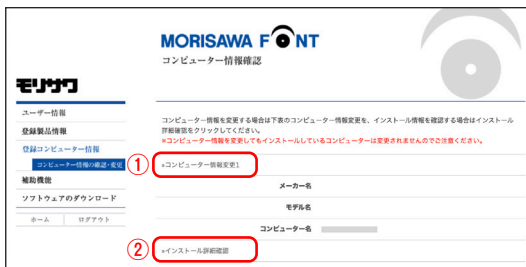 MORISAWA FONT
コンピューター情報確認
モリサワ
ユーザー情報
登録製品情報
登録コンピューター情報
コンピューター情報の確認・変更
補助機能
ソフトウェアのダウンロード
ホーム ログアウト
コンピューター情報を変更する場合は下表のコンピューター情報変更を、インストール情報を確認する場合はインストール
詳細確認をクリックしてください。
※コンピューター情報を変更してもインストールしているコンピューターは変更されませんのでご注意ください。
① »コンピューター情報変更1
メーカー名
モデル名
コンピューター名
② »インストール詳細確認